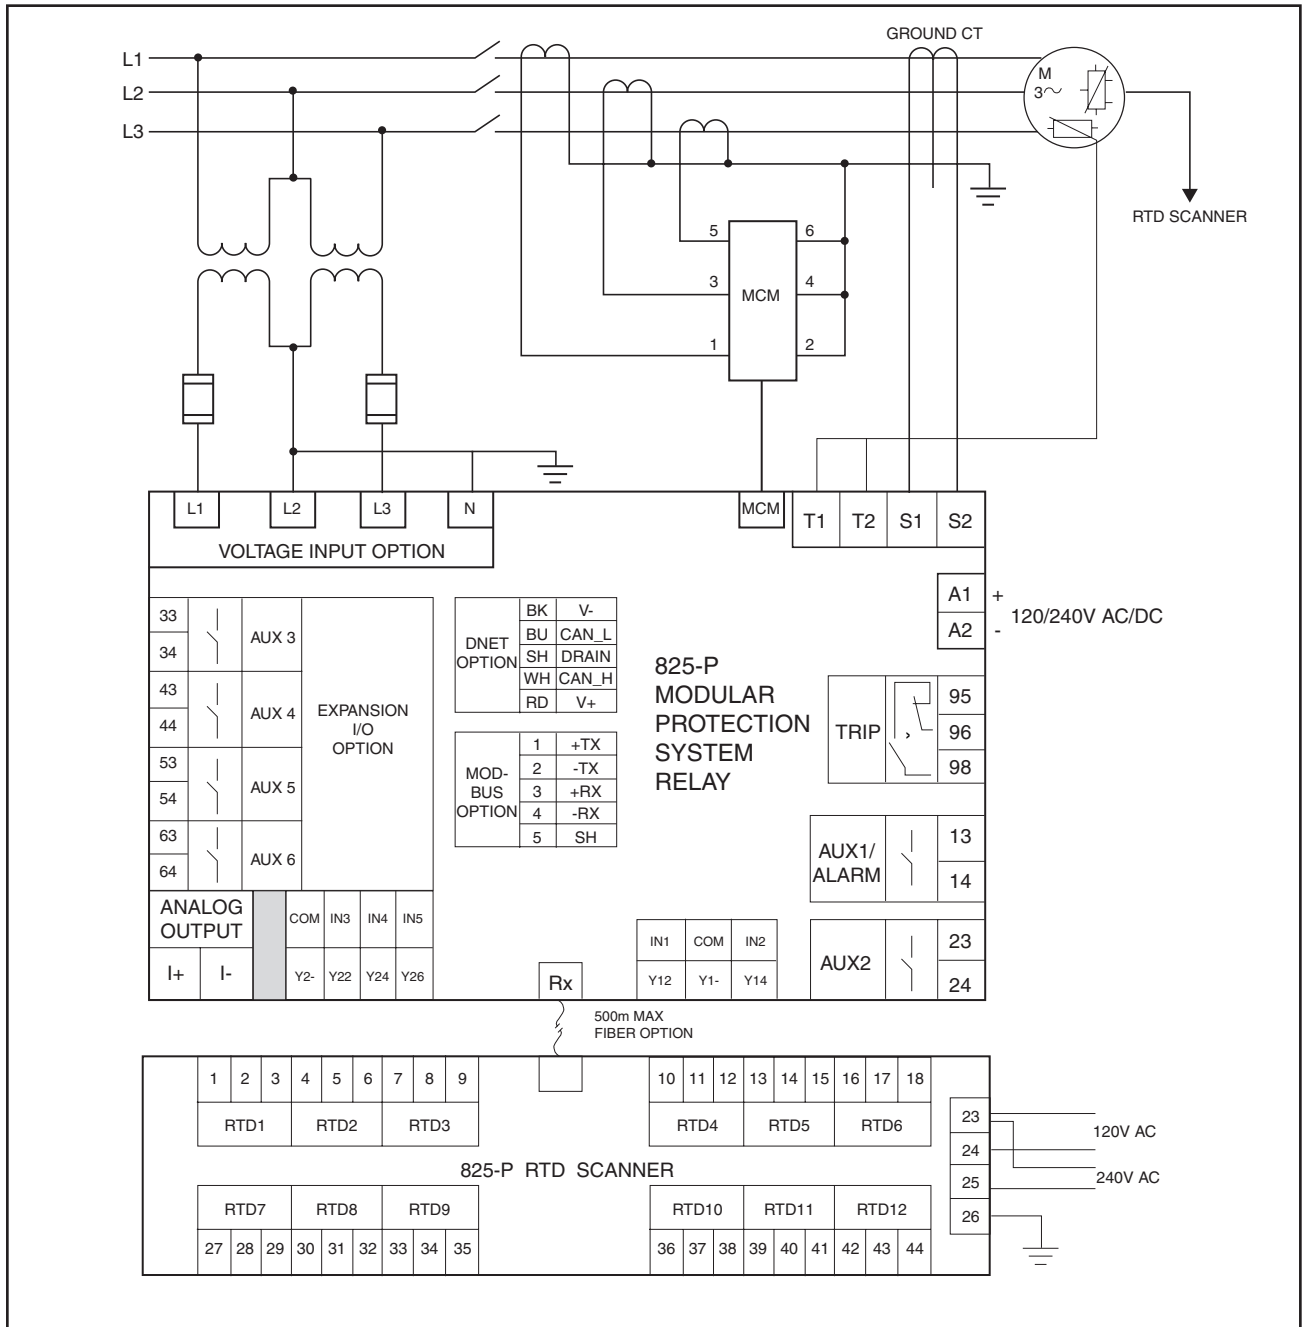 GROUND CT
L1
L2
L3
M
3~
RTD SCANNER
5
6
3
MCM
4
1
2
L1
L2
L3
N
MCM
T1
T2
S1
S2
VOLTAGE INPUT OPTION
A1
+
A2
-
120/240V AC/DC
33
34
AUX 3
43
44
AUX 4
53
54
AUX 5
63
64
AUX 6
EXPANSION
I/O
OPTION
DNET
OPTION
BK V-
BU CAN_L
SH DRAIN
WH CAN_H
RD V+
MOD-
BUS
OPTION
1 +TX
2 -TX
3 +RX
4 -RX
5 SH
825-P
MODULAR
PROTECTION
SYSTEM
RELAY
TRIP
95
96
98
AUX1/
ALARM
13
14
AUX2
23
24
ANALOG
OUTPUT
I+ I-
COM IN3 IN4 IN5
Y2- Y22 Y24 Y26
Rx
IN1 COM IN2
Y12 Y1- Y14
500m MAX
FIBER OPTION
1 2 3 4 5 6 7 8 9
RTD1 RTD2 RTD3
10 11 12 13 14 15 16 17 18
RTD4 RTD5 RTD6
825-P RTD SCANNER
23
24
25
26
120V AC
240V AC
RTD7 RTD8 RTD9
27 28 29 30 31 32 33 34 35
RTD10 RTD11 RTD12
36 37 38 39 40 41 42 43 44